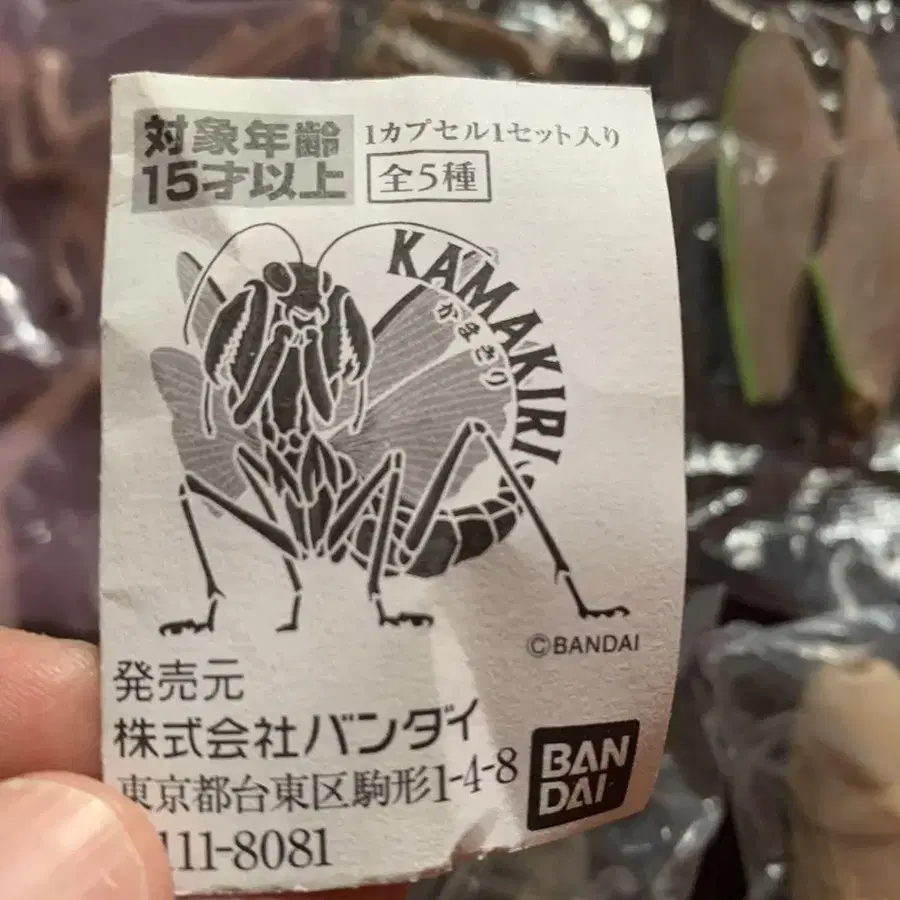 対象年齢
15才以上
1カプセル1セット入り
全5種
KAMAKIRI
かまきり
©BANDAI
発売元
株式会社バンダイ
東京都台東区駒形1-4-8
111-8081
BAN
DAI